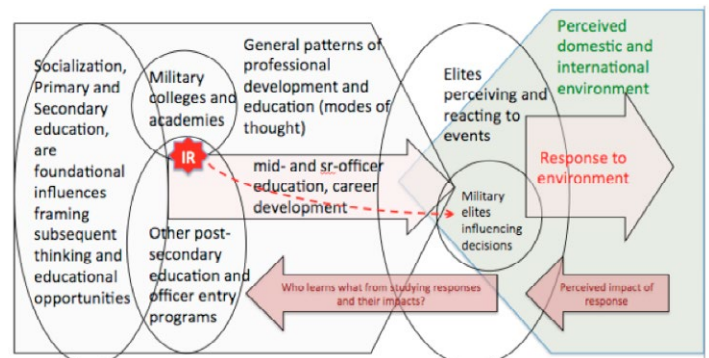 Socialization,
Primary and
Secondary
education,
are
foundational
influences
framing
subsequent
thinking and
educational
opportunities
Military
colleges and
academies
IR
Other post-
secondary
education and
officer entry
programs
General patterns of
professional
development and
education (modes of
thought)
mid- and sr-officer
education, career
development
Elites
perceiving and
reacting to
events
Military
elites
influencing
decisions
Perceived
domestic and
international
environment
Response to
environment
Who learns what from studying responses
and their impacts?
Perceived impact of
response